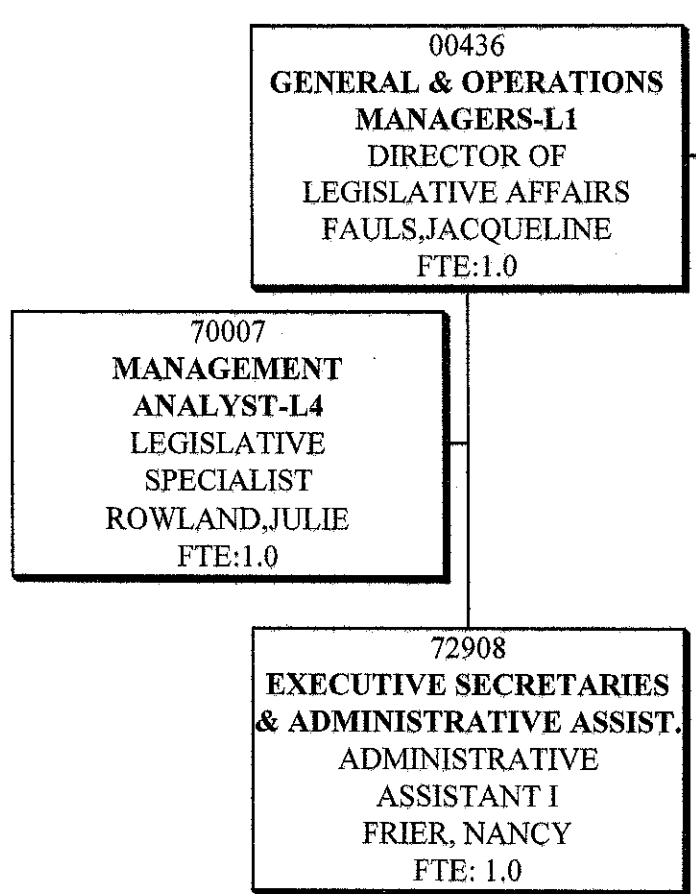 00436
GENERAL & OPERATIONS
MANAGERS-L1
DIRECTOR OF
LEGISLATIVE AFFAIRS
FAULS,JACQUELINE
FTE:1.0
70007
MANAGEMENT
ANALYST-L4
LEGISLATIVE
SPECIALIST
ROWLAND,JULIE
FTE:1.0
72908
EXECUTIVE SECRETARIES
& ADMINISTRATIVE ASSIST.
ADMINISTRATIVE
ASSISTANT I
FRIER, NANCY
FTE: 1.0